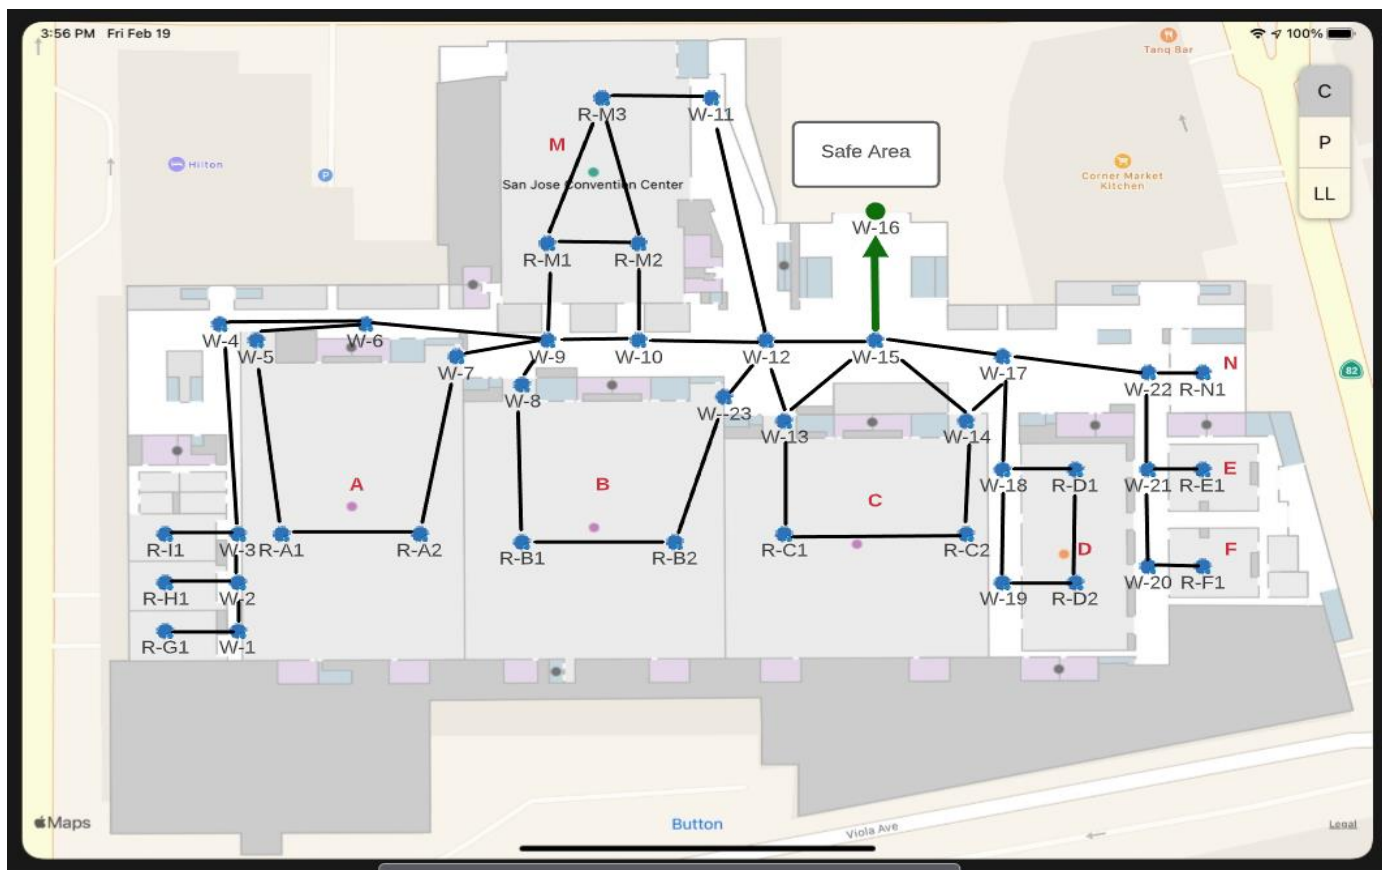 3:56 PM Fri Feb 19
100%
Tanq Bar
C
P
LL
R-M3
W-11
M
Safe Area
Hilton
P
Corner Market
Kitchen
San Jose Convention Center
W-16
R-M1
R-M2
W-4
W-5
W-6
W-7
W-9
W-10
W-12
W-15
W-17
N
82
W-22
R-N1
W-8
W--23
W-13
W-14
A
B
C
W-18
R-D1
W-21
R-E1
E
R-I1
W-3
R-A1
R-A2
R-B1
R-B2
R-C1
R-C2
D
F
R-H1
W-2
W-19
R-D2
W-20
R-F1
R-G1
W-1
Maps
Button
Viola Ave
Legal